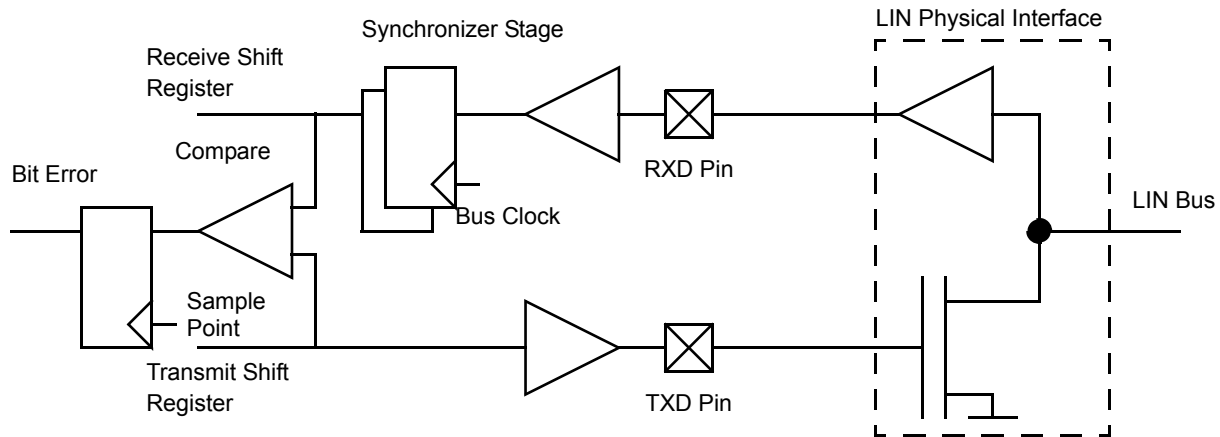 LIN Physical Interface
Synchronizer Stage
Receive Shift
Register
Compare
RXD Pin
Bit Error
Bus Clock
LIN Bus
Sample
Point
Transmit Shift
Register
TXD Pin